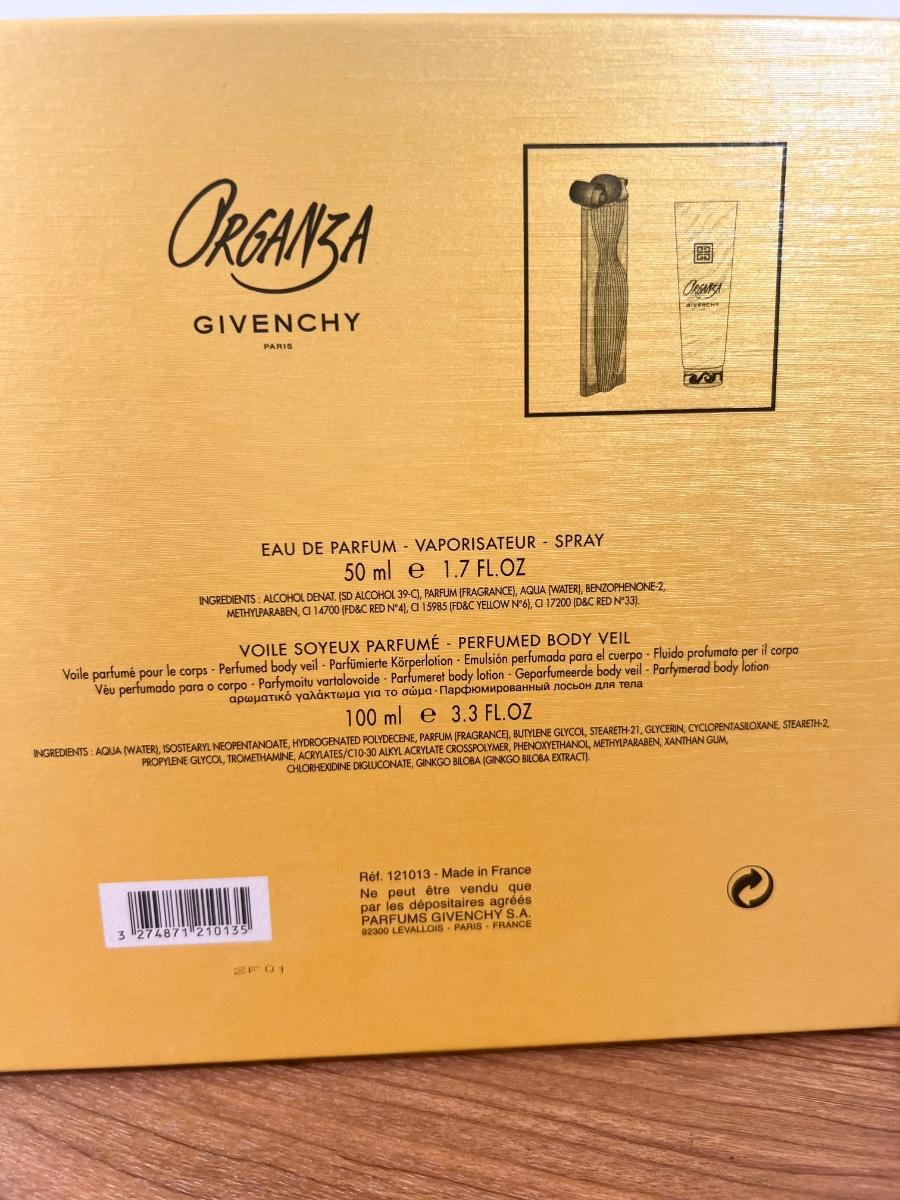 ORGANZA
GIVENCHY
PARIS
ORGANZA
GIVENCHY
EAU DE PARFUM - VAPORISATEUR - SPRAY
50 ml e 1.7 FL.OZ
INGREDIENTS : ALCOHOL DENAT. (SD ALCOHOL 39-C), PARFUM (FRAGRANCE), AQUA (WATER), BENZOPHENONE-2,
METHYLPARABEN, CI 14700 (FD&C RED N°4), CI 15985 (FD&C YELLOW N°6), CI 17200 (D&C RED N°33).
VOILE SOYEUX PARFUMÉ - PERFUMED BODY VEIL
Voile parfumé pour le corps - Perfumed body veil - Parfümierte Körperlotion - Emulsión perfumada para el cuerpo - Fluido profumato per il corpo
Véu perfumado para o corpo - Parfymoitu vartalovoide - Parfumeret body lotion - Geparfumeerde body veil - Parfymerad body lotion
αρωματικό γαλάκτωμα για το σώμα - Парфюмированный лосьон для тела
100 ml e 3.3 FL.OZ
INGREDIENTS : AQUA (WATER), ISOSTEARYL NEOPENTANOATE, HYDROGENATED POLYDECENE, PARFUM (FRAGRANCE), BUTYLENE GLYCOL, STEARETH-21, GLYCERIN, CYCLOPENTASILOXANE, STEARETH-2,
PROPYLENE GLYCOL, TROMETHAMINE, ACRYLATES/C10-30 ALKYL ACRYLATE CROSSPOLYMER, PHENOXYETHANOL, METHYLPARABEN, XANTHAN GUM,
CHLORHEXIDINE DIGLUCONATE, GINKGO BILOBA (GINKGO BILOBA EXTRACT).
3 274871 210135
2F01
Réf. 121013 - Made in France
Ne peut être vendu que
par les dépositaires agréés
PARFUMS GIVENCHY S.A.
92300 LEVALLOIS - PARIS - FRANCE